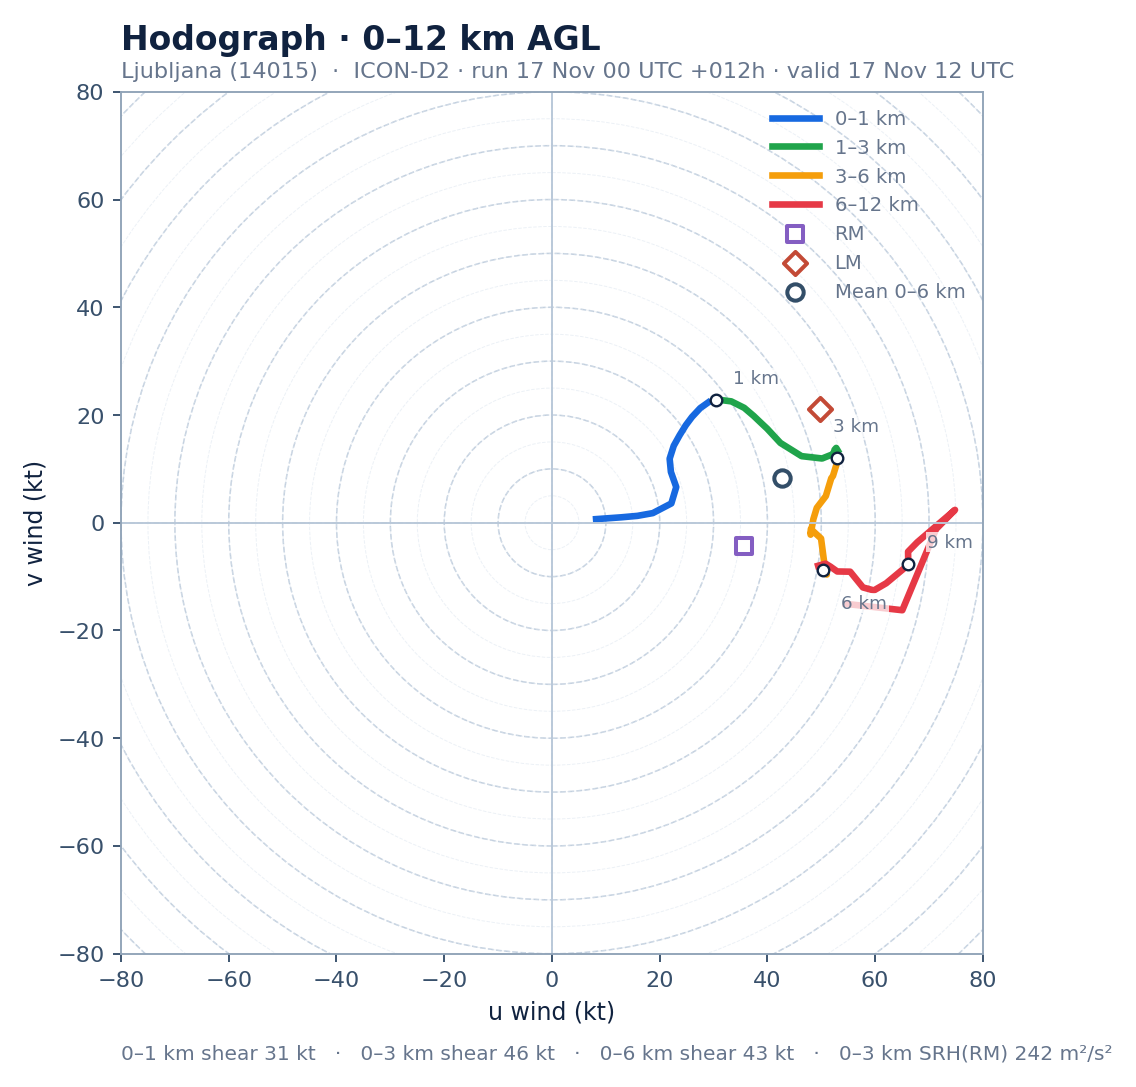 Hodograph · 0–12 km AGL
Ljubljana (14015) · ICON-D2 · run 17 Nov 00 UTC +012h · valid 17 Nov 12 UTC
0–1 km
1–3 km
3–6 km
6–12 km
RM
LM
Mean 0–6 km
1 km
3 km
9 km
6 km
80
60
40
20
0
−20
−40
−60
−80
v wind (kt)
−80 −60 −40 −20 0 20 40 60 80
u wind (kt)
0–1 km shear 31 kt · 0–3 km shear 46 kt · 0–6 km shear 43 kt · 0–3 km SRH(RM) 242 m²/s²